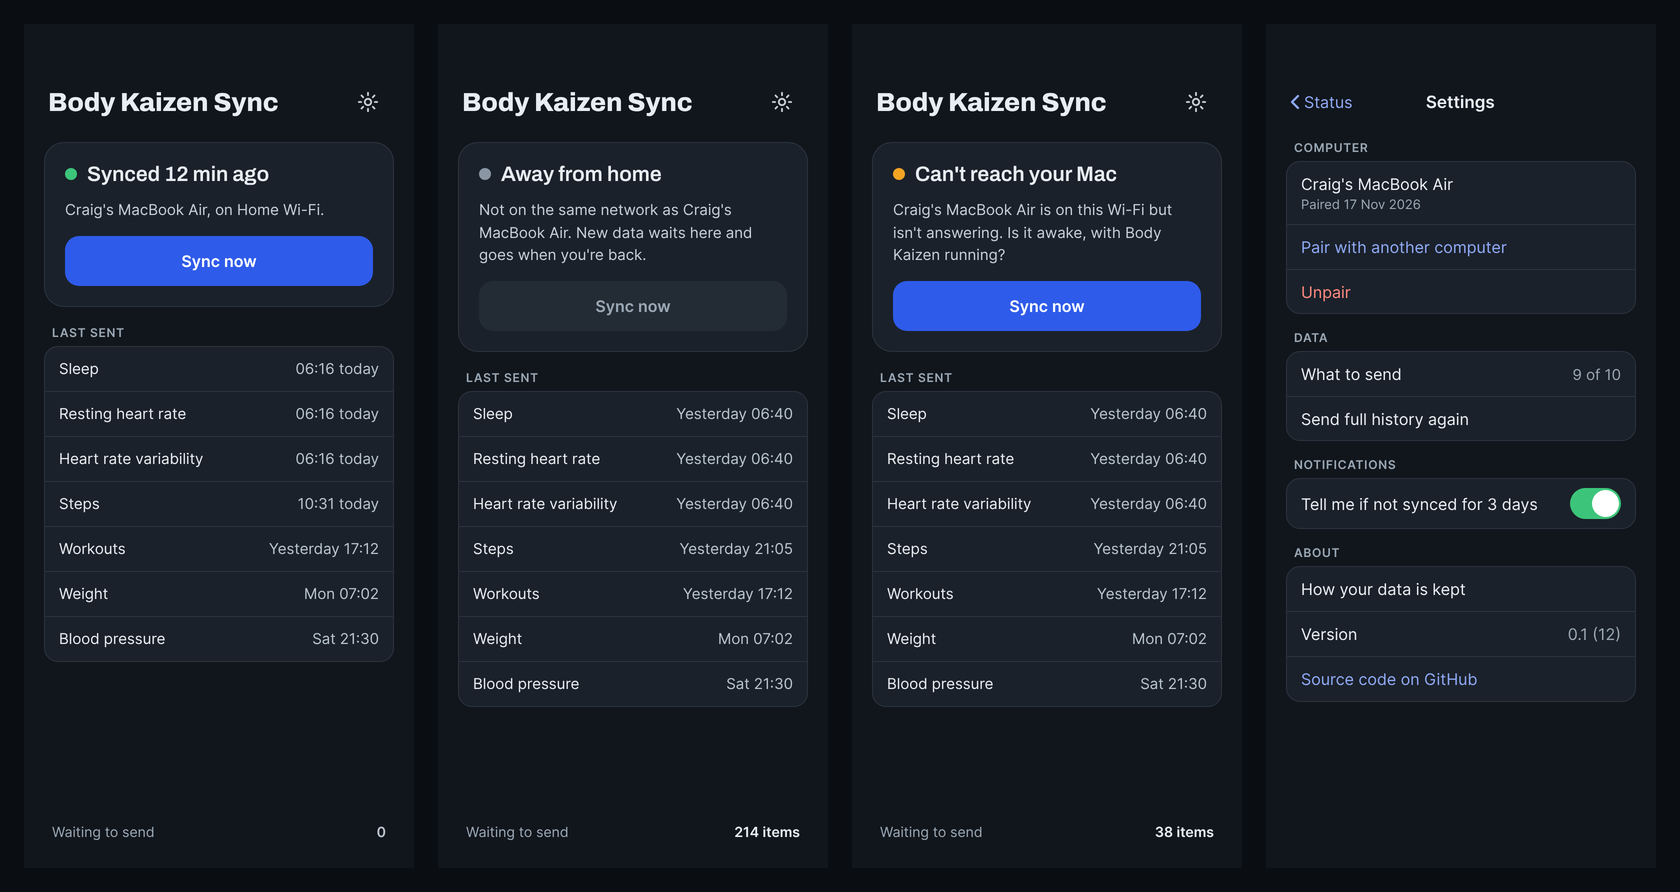 Body Kaizen Sync
Synced 12 min ago
Craig's MacBook Air, on Home Wi-Fi.
Sync now
LAST SENT
Sleep 06:16 today
Resting heart rate 06:16 today
Heart rate variability 06:16 today
Steps 10:31 today
Workouts Yesterday 17:12
Weight Mon 07:02
Blood pressure Sat 21:30
Waiting to send 0
Body Kaizen Sync
Away from home
Not on the same network as Craig's
MacBook Air. New data waits here and
goes when you're back.
Sync now
LAST SENT
Sleep Yesterday 06:40
Resting heart rate Yesterday 06:40
Heart rate variability Yesterday 06:40
Steps Yesterday 21:05
Workouts Yesterday 17:12
Weight Mon 07:02
Blood pressure Sat 21:30
Waiting to send 214 items
Body Kaizen Sync
Can't reach your Mac
Craig's MacBook Air is on this Wi-Fi but
isn't answering. Is it awake, with Body
Kaizen running?
Sync now
LAST SENT
Sleep Yesterday 06:40
Resting heart rate Yesterday 06:40
Heart rate variability Yesterday 06:40
Steps Yesterday 21:05
Workouts Yesterday 17:12
Weight Mon 07:02
Blood pressure Sat 21:30
Waiting to send 38 items
Status Settings
COMPUTER
Craig's MacBook Air
Paired 17 Nov 2026
Pair with another computer
Unpair
DATA
What to send 9 of 10
Send full history again
NOTIFICATIONS
Tell me if not synced for 3 days
ABOUT
How your data is kept
Version 0.1 (12)
Source code on GitHub